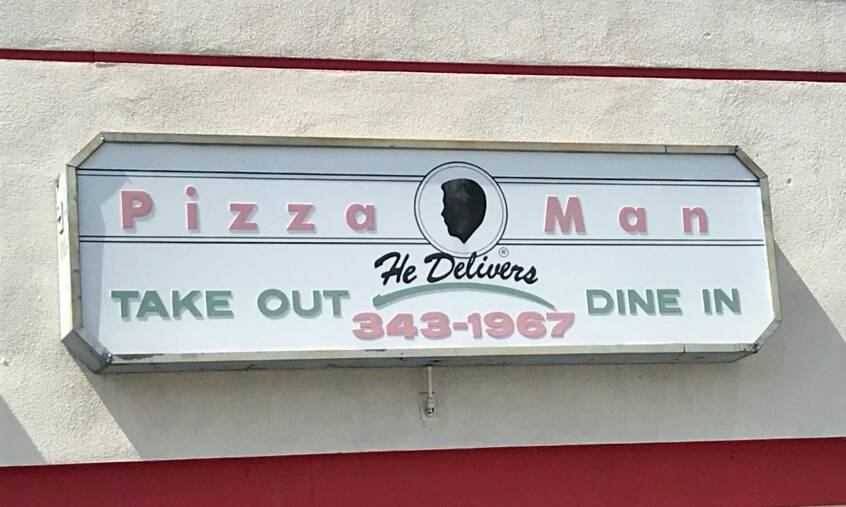 Pizza Man
He Delivers®
TAKE OUT 343-1967 DINE IN